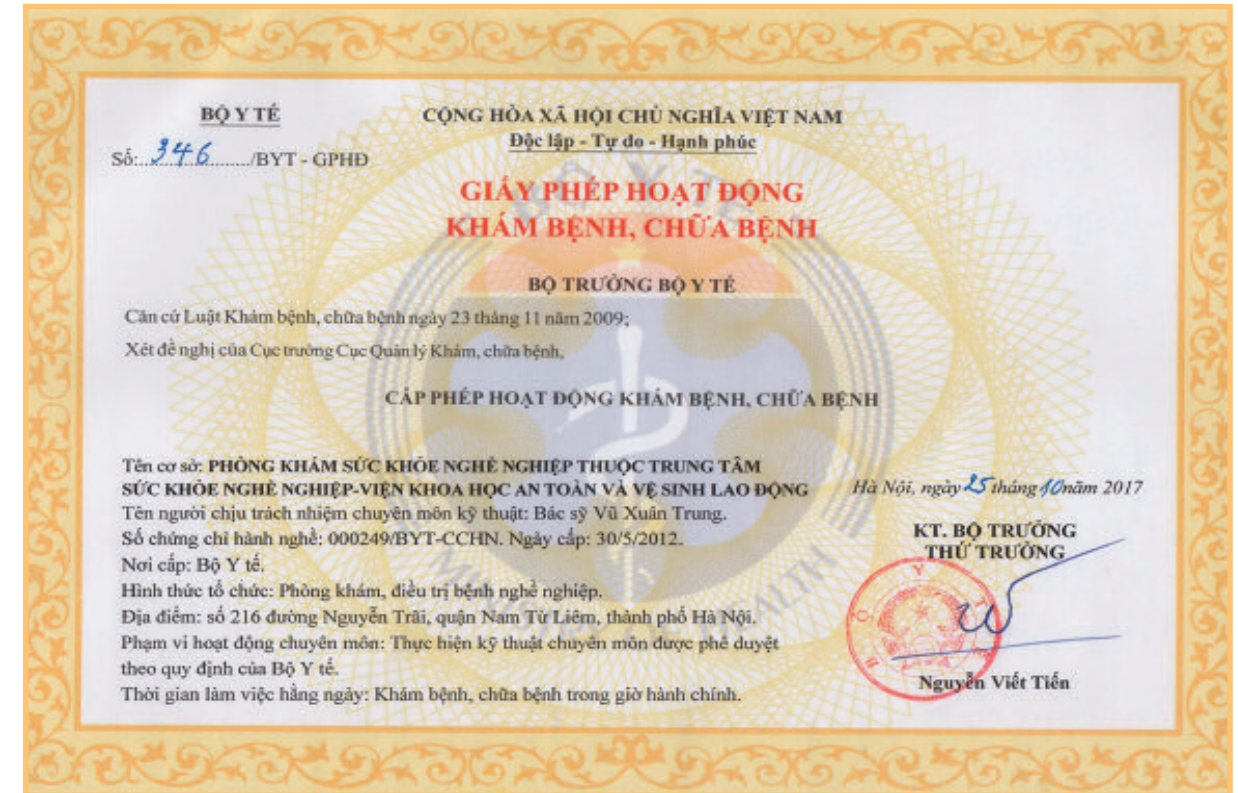 BỘ Y TẾ
Số:...346......../BYT - GPHĐ
CỘNG HÒA XÃ HỘI CHỦ NGHĨA VIỆT NAM
Độc lập - Tự do - Hạnh phúc
GIẤY PHÉP HOẠT ĐỘNG
KHÁM BỆNH, CHỮA BỆNH
BỘ TRƯỞNG BỘ Y TẾ
Căn cứ Luật Khám bệnh, chữa bệnh ngày 23 tháng 11 năm 2009;
Xét đề nghị của Cục trưởng Cục Quản lý Khám, chữa bệnh,
CẤP PHÉP HOẠT ĐỘNG KHÁM BỆNH, CHỮA BỆNH
Tên cơ sở: PHÒNG KHÁM SỨC KHỎE NGHỀ NGHIỆP THUỘC TRUNG TÂM
SỨC KHỎE NGHỀ NGHIỆP-VIỆN KHOA HỌC AN TOÀN VÀ VỆ SINH LAO ĐỘNG
Tên người chịu trách nhiệm chuyên môn kỹ thuật: Bác sỹ Vũ Xuân Trung.
Số chứng chỉ hành nghề: 000249/BYT-CCHN. Ngày cấp: 30/5/2012.
Nơi cấp: Bộ Y tế.
Hình thức tổ chức: Phòng khám, điều trị bệnh nghề nghiệp.
Địa điểm: số 216 đường Nguyễn Trãi, quận Nam Từ Liêm, thành phố Hà Nội.
Phạm vi hoạt động chuyên môn: Thực hiện kỹ thuật chuyên môn được phê duyệt
theo quy định của Bộ Y tế.
Thời gian làm việc hằng ngày: Khám bệnh, chữa bệnh trong giờ hành chính.
Hà Nội, ngày 25 tháng 10 năm 2017
KT. BỘ TRƯỞNG
THỨ TRƯỞNG
BỘ Y TẾ
Nguyễn Viết Tiến
BỘ Y TẾ
MINISTRY OF HEALTH